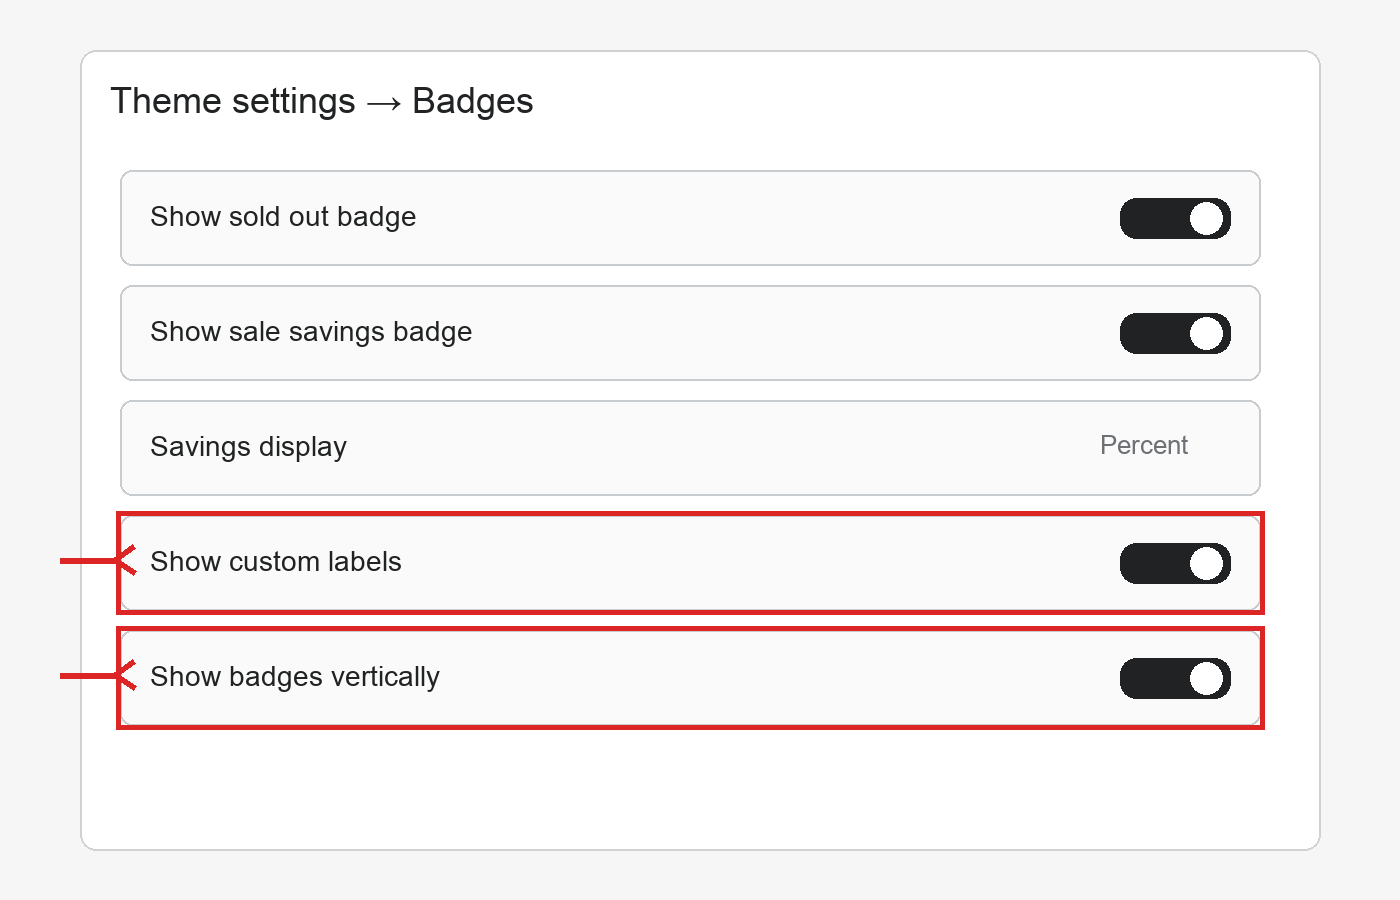 Theme settings → Badges
Show sold out badge
Show sale savings badge
Savings display Percent
Show custom labels
Show badges vertically